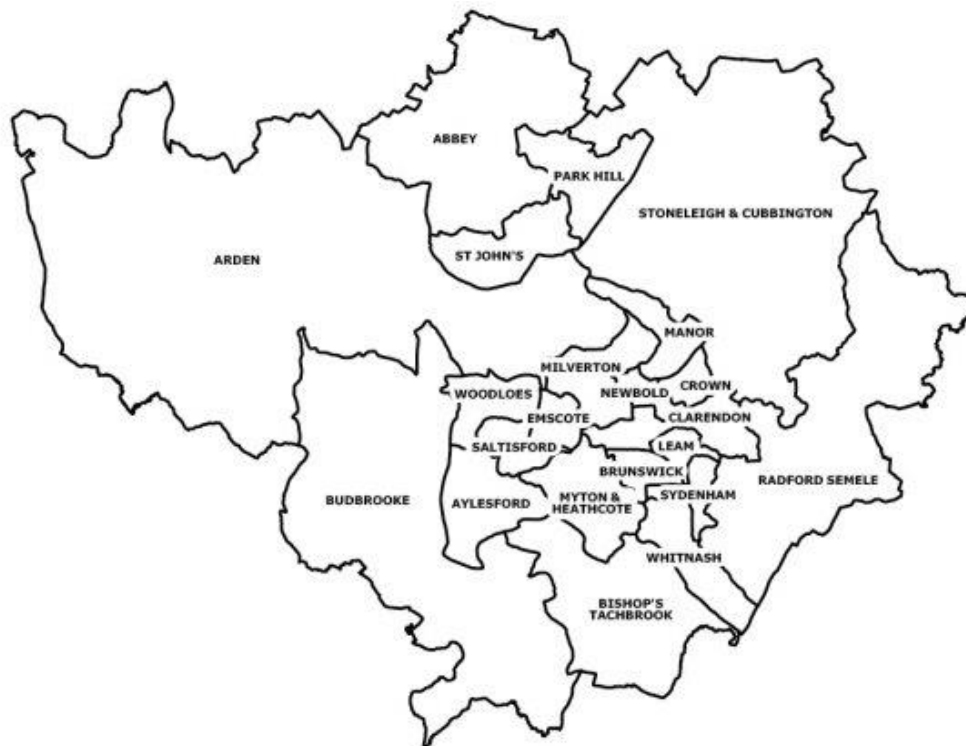 ABBEY
PARK HILL
STONELEIGH & CUBBINGTON
ST JOHN'S
ARDEN
MANOR
MILVERTON
CROWN
WOODLOES
NEWBOLD
EMSCOTE
CLARENDON
SALTISFORD
LEAM
BRUNSWICK
RADFORD SEMELE
BUDBROOKE
AYLESFORD
MYTON &
HEATHCOTE
SYDENHAM
WHITNASH
BISHOP'S
TACHBROOK